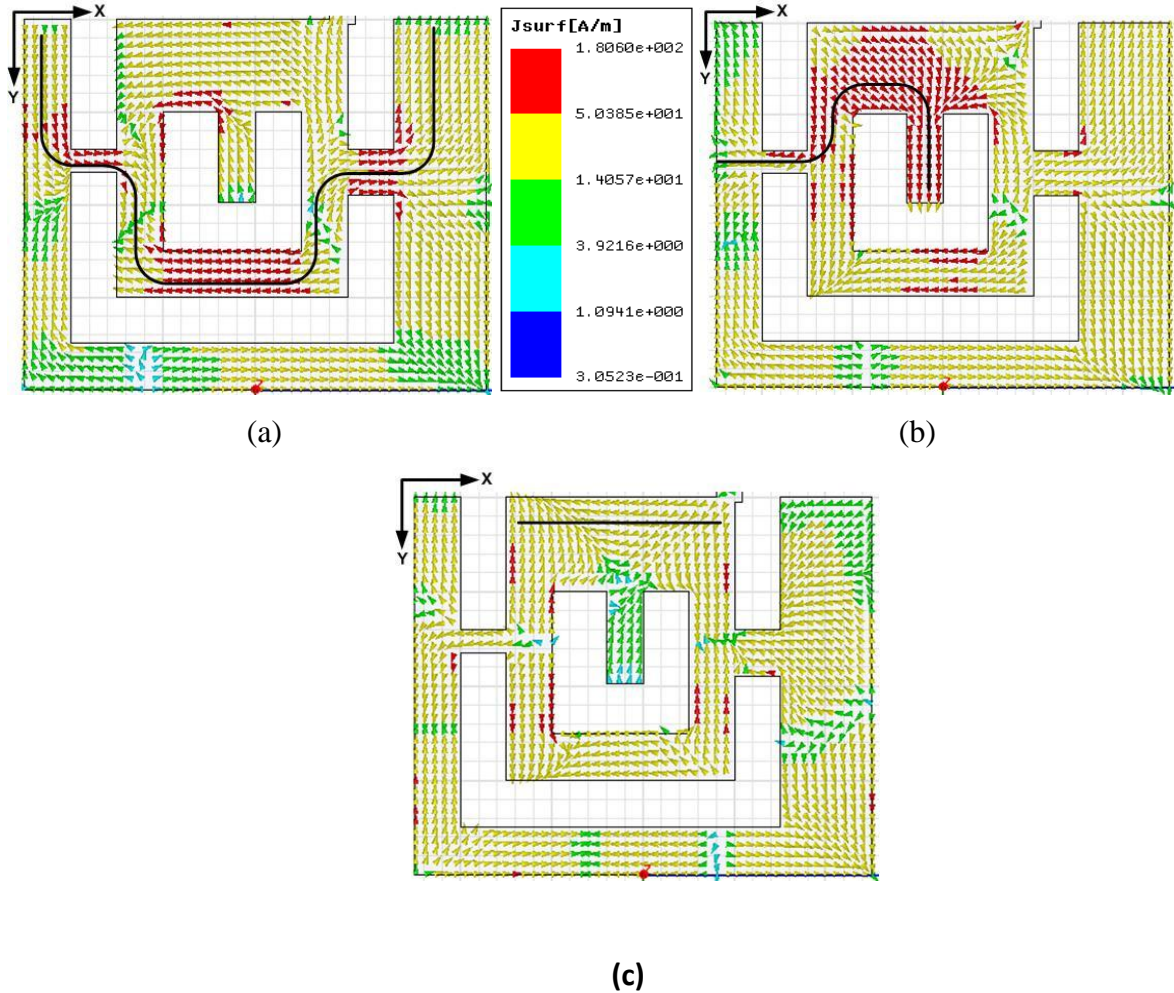 X
Y
Jsurf[A/m]
1.8060e+002
5.0385e+001
1.4057e+001
3.9216e+000
1.0941e+000
3.0523e-001
X
Y
(a)
(b)
X
Y
(c)